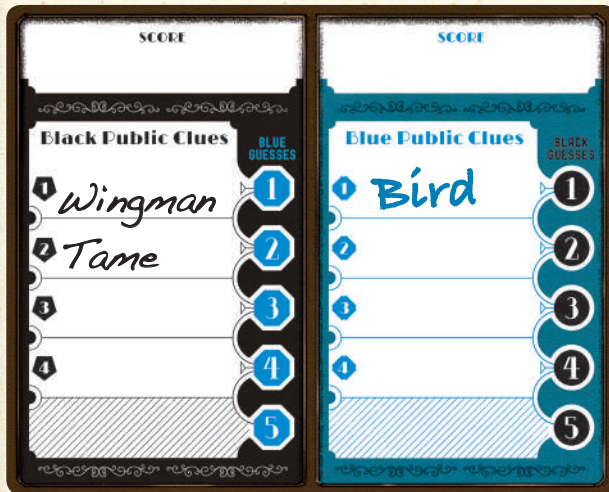 SCORE
Black Public Clues
BLUE GUESSES
1 Wingman 1
2 Tame 2
3 3
4 4
5
SCORE
Blue Public Clues
BLACK GUESSES
1 Bird 1
2 2
3 3
4 4
5